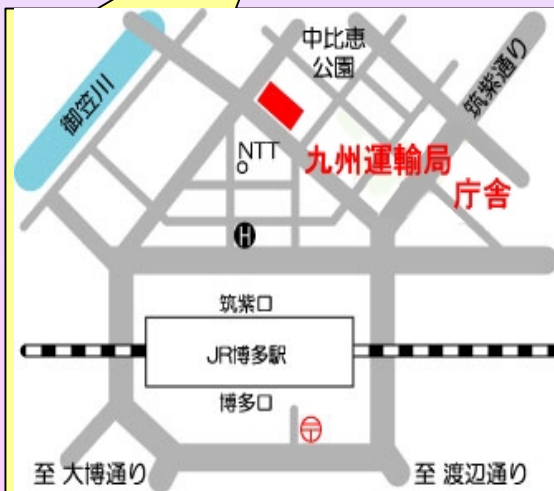 中比恵
公園
御笠川
筑紫通り
NTT
九州運輸局
庁舎
H
筑紫口
JR博多駅
博多口
〒
至 大博通り
至 渡辺通り